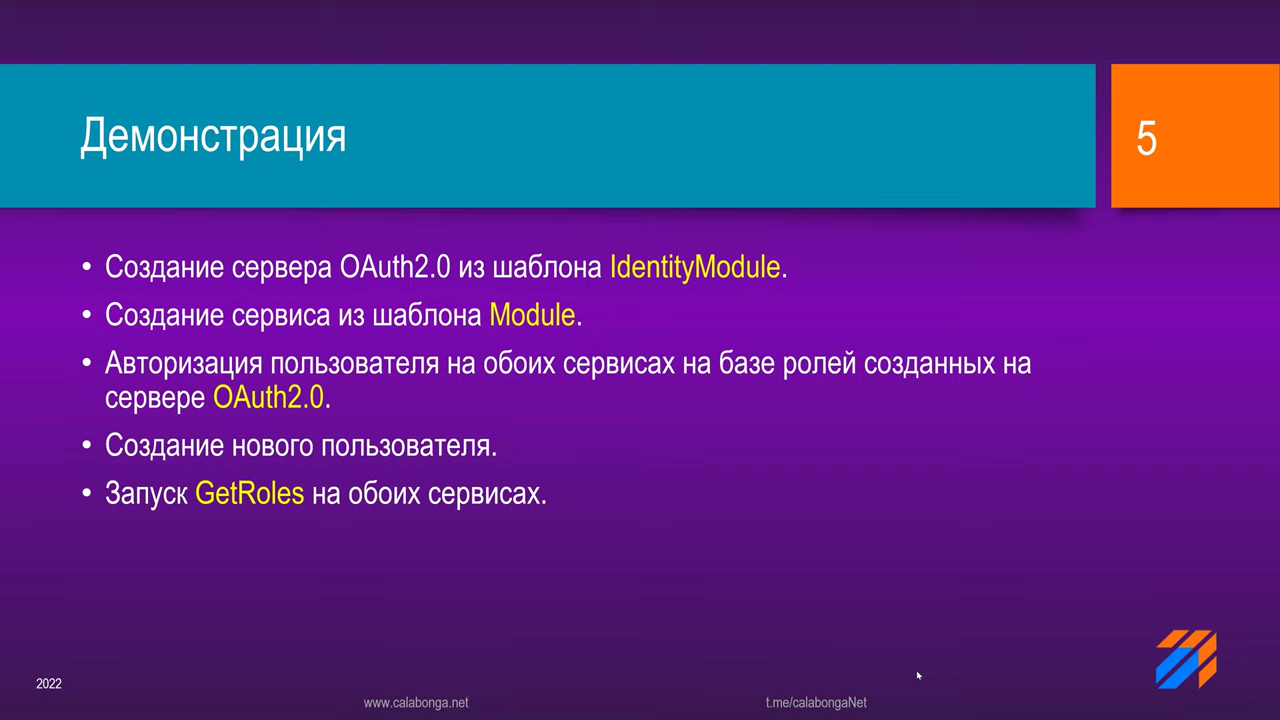 Демонстрация
5
• Создание сервера OAuth2.0 из шаблона IdentityModule.
• Создание сервиса из шаблона Module.
• Авторизация пользователя на обоих сервисах на базе ролей созданных на
сервере OAuth2.0.
• Создание нового пользователя.
• Запуск GetRoles на обоих сервисах.
2022
www.calabonga.net
t.me/calabongaNet